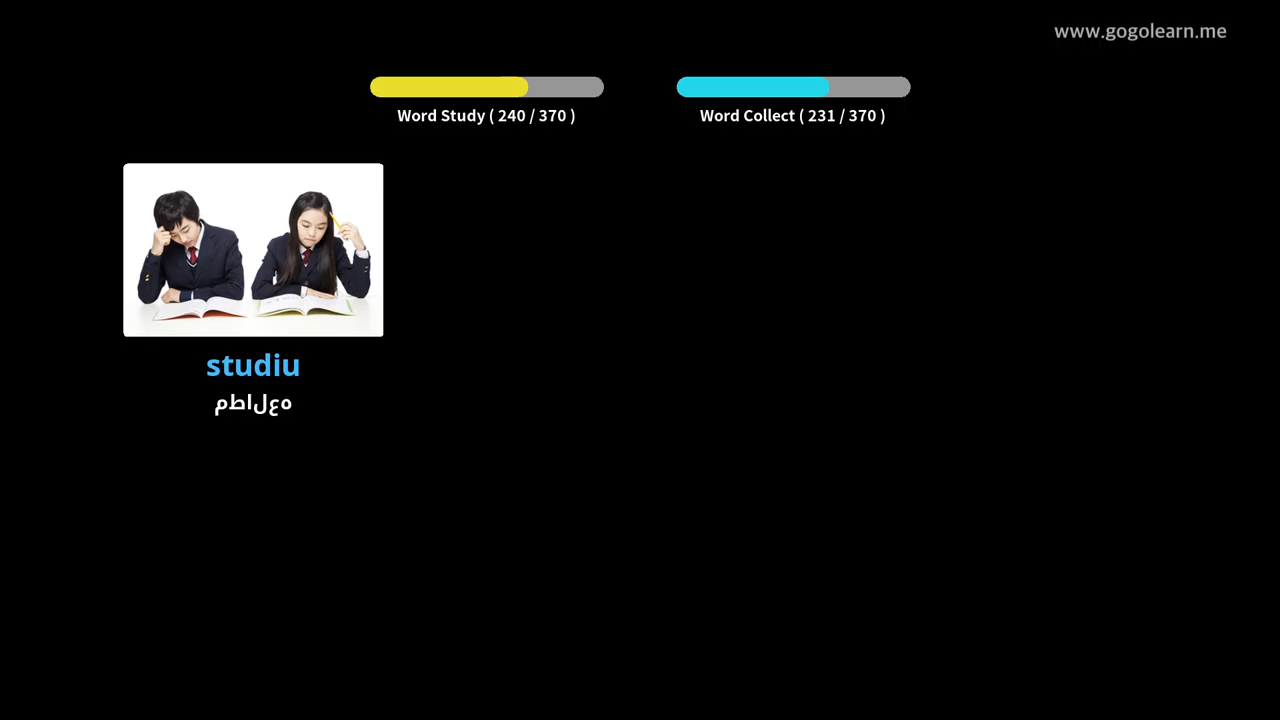 www.gogolearn.me
Word Study ( 240 / 370 )
Word Collect ( 231 / 370 )
studiu
مطالعه